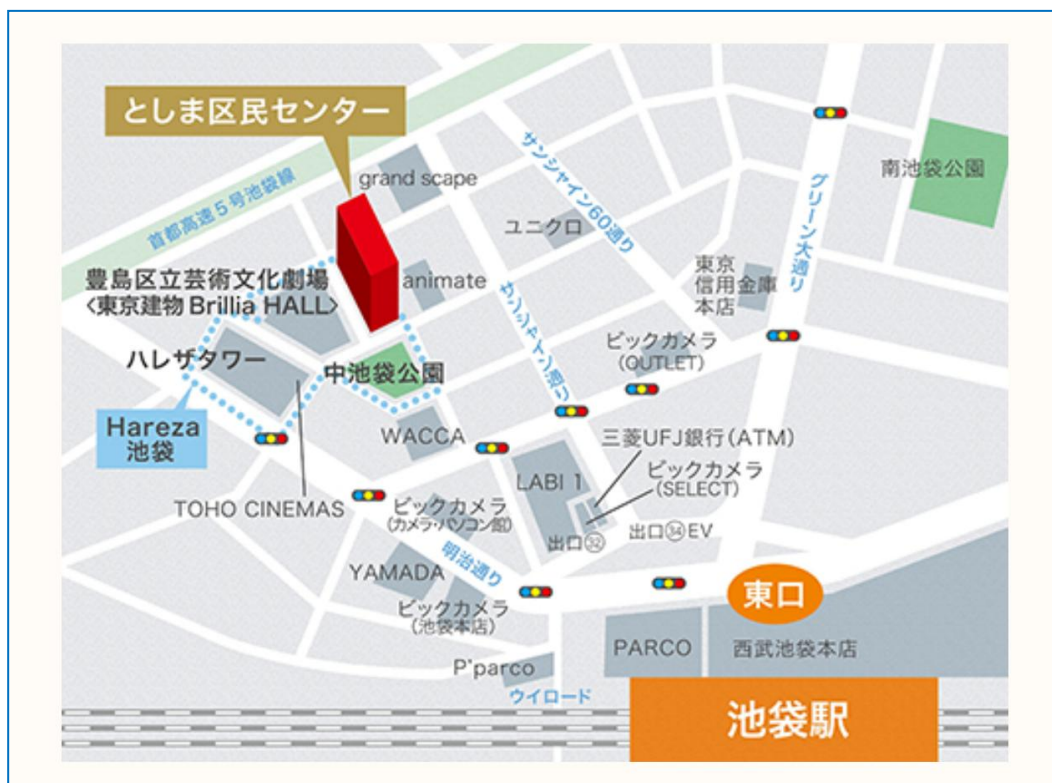 としま区民センター
grand scape
首都高速5号池袋線
サンシャイン60通り
グリーン大通り
南池袋公園
ユニクロ
豊島区立芸術文化劇場
〈東京建物 Brillia HALL〉
animate
東京
信用金庫
本店
サンシャイン通り
ビックカメラ
(OUTLET)
ハレザタワー
中池袋公園
Hareza
池袋
WACCA
三菱UFJ銀行(ATM)
ビックカメラ
(SELECT)
LABI 1
TOHO CINEMAS
ビックカメラ
(カメラ・パソコン館)
出口㉜
出口㉞EV
明治通り
YAMADA
ビックカメラ
(池袋本店)
東口
PARCO
西武池袋本店
P'parco
ウイロード
池袋駅